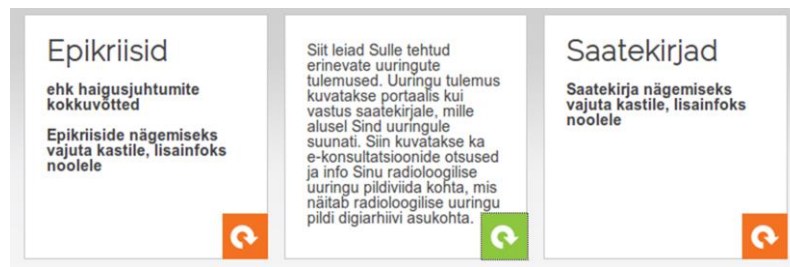 Epikriisid
ehk haigusjuhtumite
kokkuvõtted
Epikriiside nägemiseks
vajuta kastile, lisainfoks
noolele
Siit leiad Sulle tehtud
erinevate uuringute
tulemused. Uuringu tulemus
kuvatakse portaalis kui
vastus saatekirjale, mille
alusel Sind uuringule
suunati. Siin kuvatakse ka
e-konsultatsioonide otsused
ja info Sinu radioloogilise
uuringu pildiviida kohta, mis
näitab radioloogilise uuringu
pildi digiarhiivi asukohta.
Saatekirjad
Saatekirja nägemiseks
vajuta kastile, lisainfoks
noolele